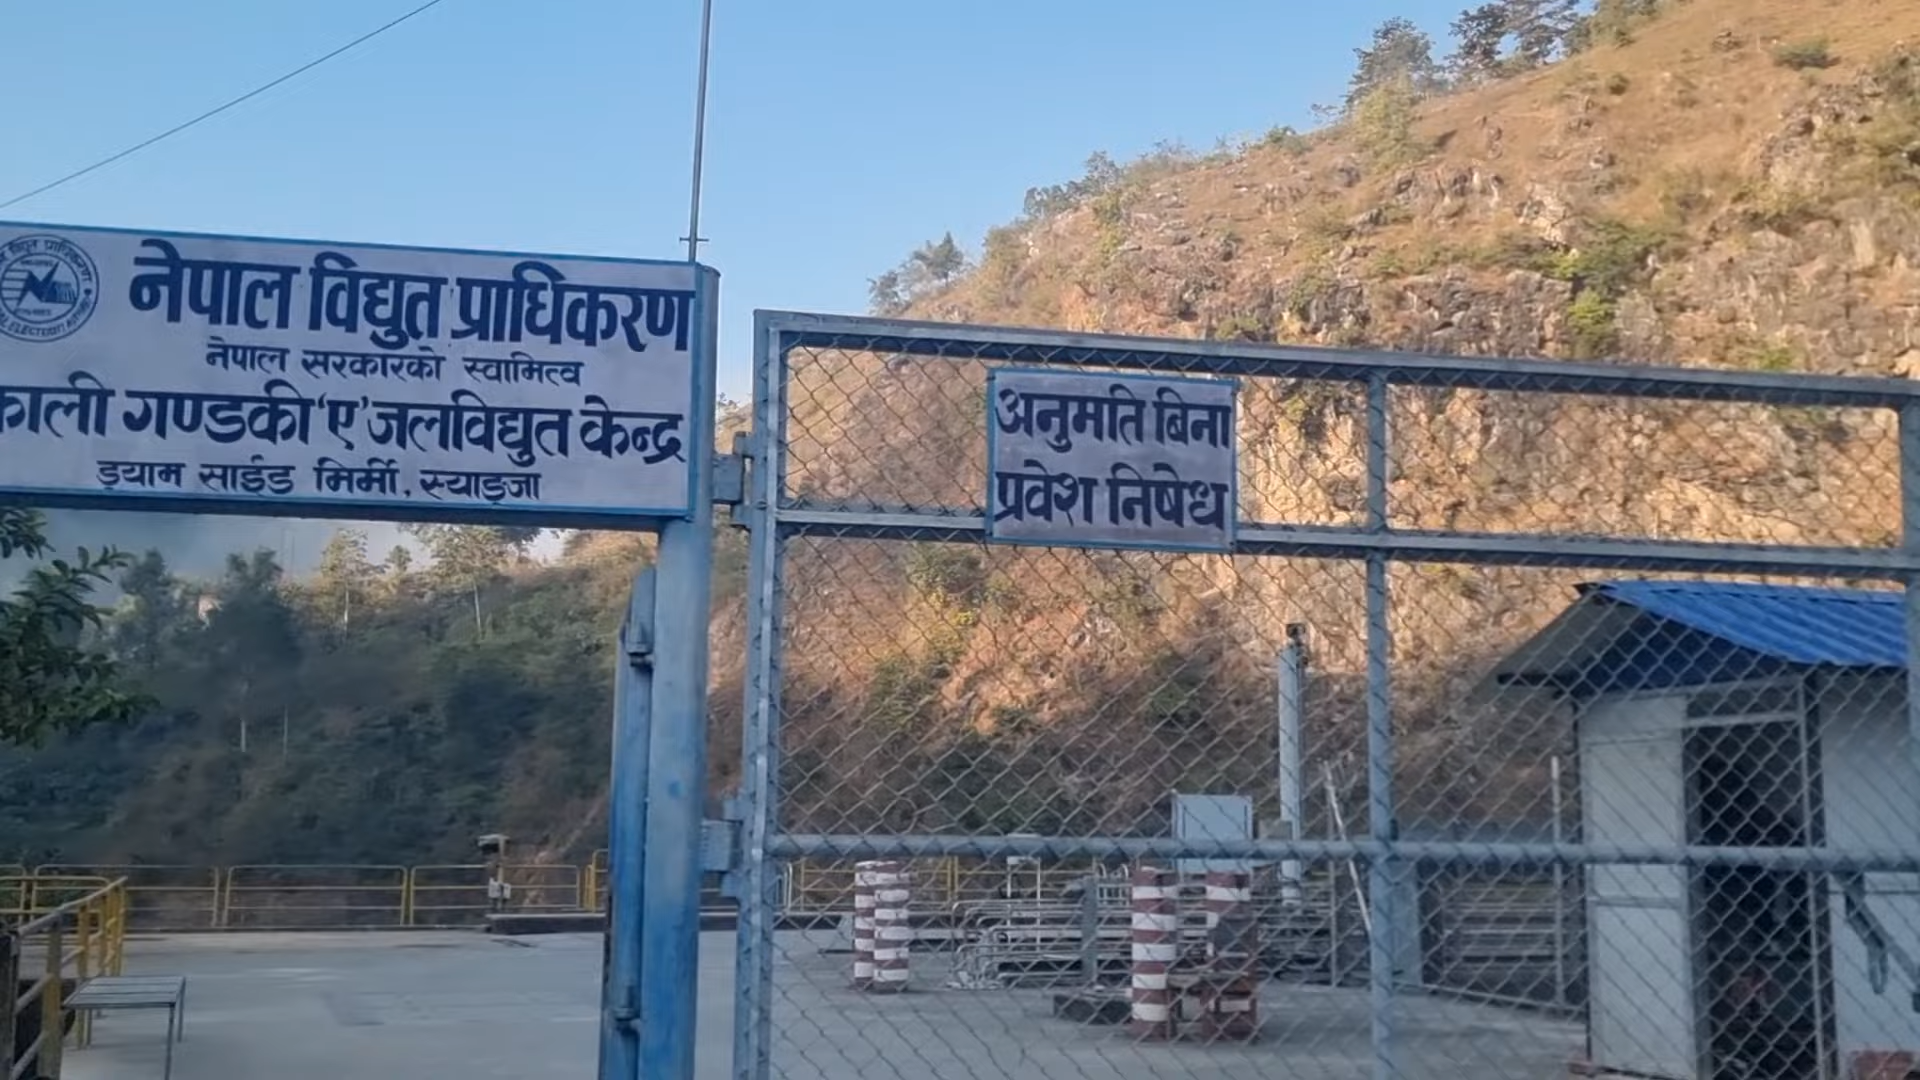 नेपाल विद्युत प्राधिकरण
नेपाल सरकारको स्वामित्व
काली गण्डकी 'ए' जलविद्युत केन्द्र
ड्याम साईड मिर्मी, स्याङ्जा
अनुमति बिना
प्रवेश निषेध